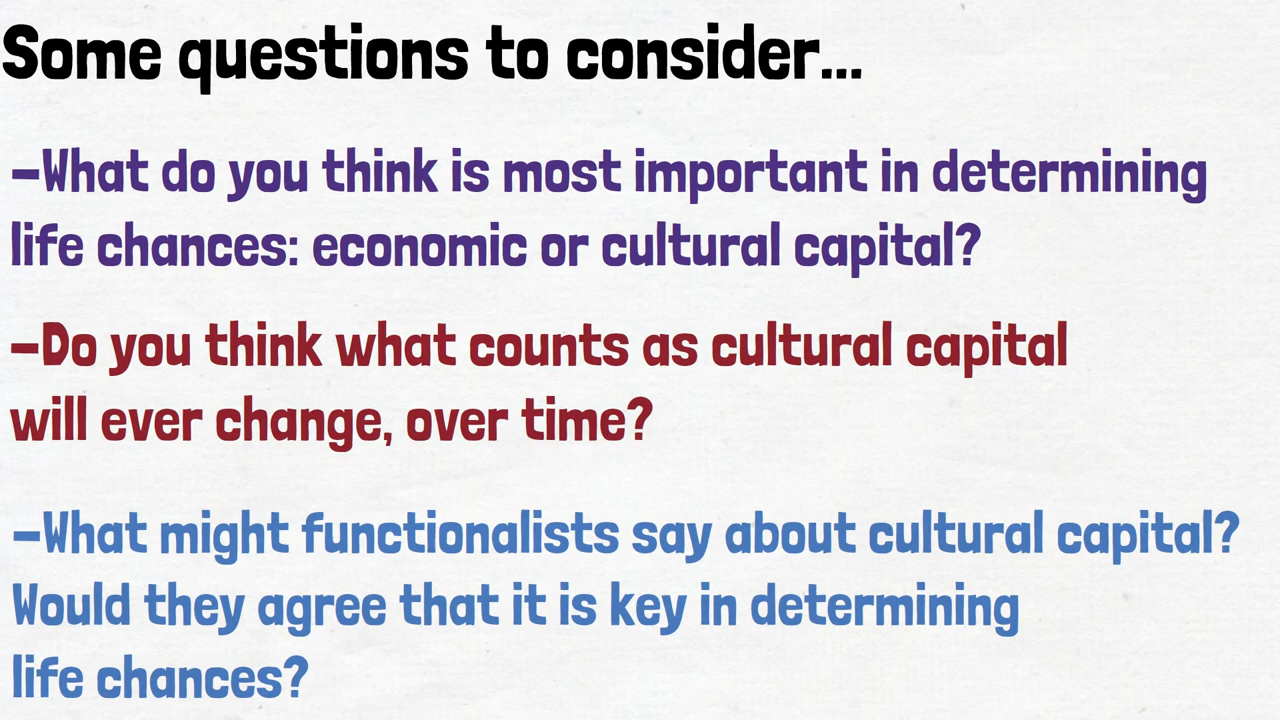 Some questions to consider...
–What do you think is most important in determining
life chances: economic or cultural capital?
–Do you think what counts as cultural capital
will ever change, over time?
–What might functionalists say about cultural capital?
Would they agree that it is key in determining
life chances?